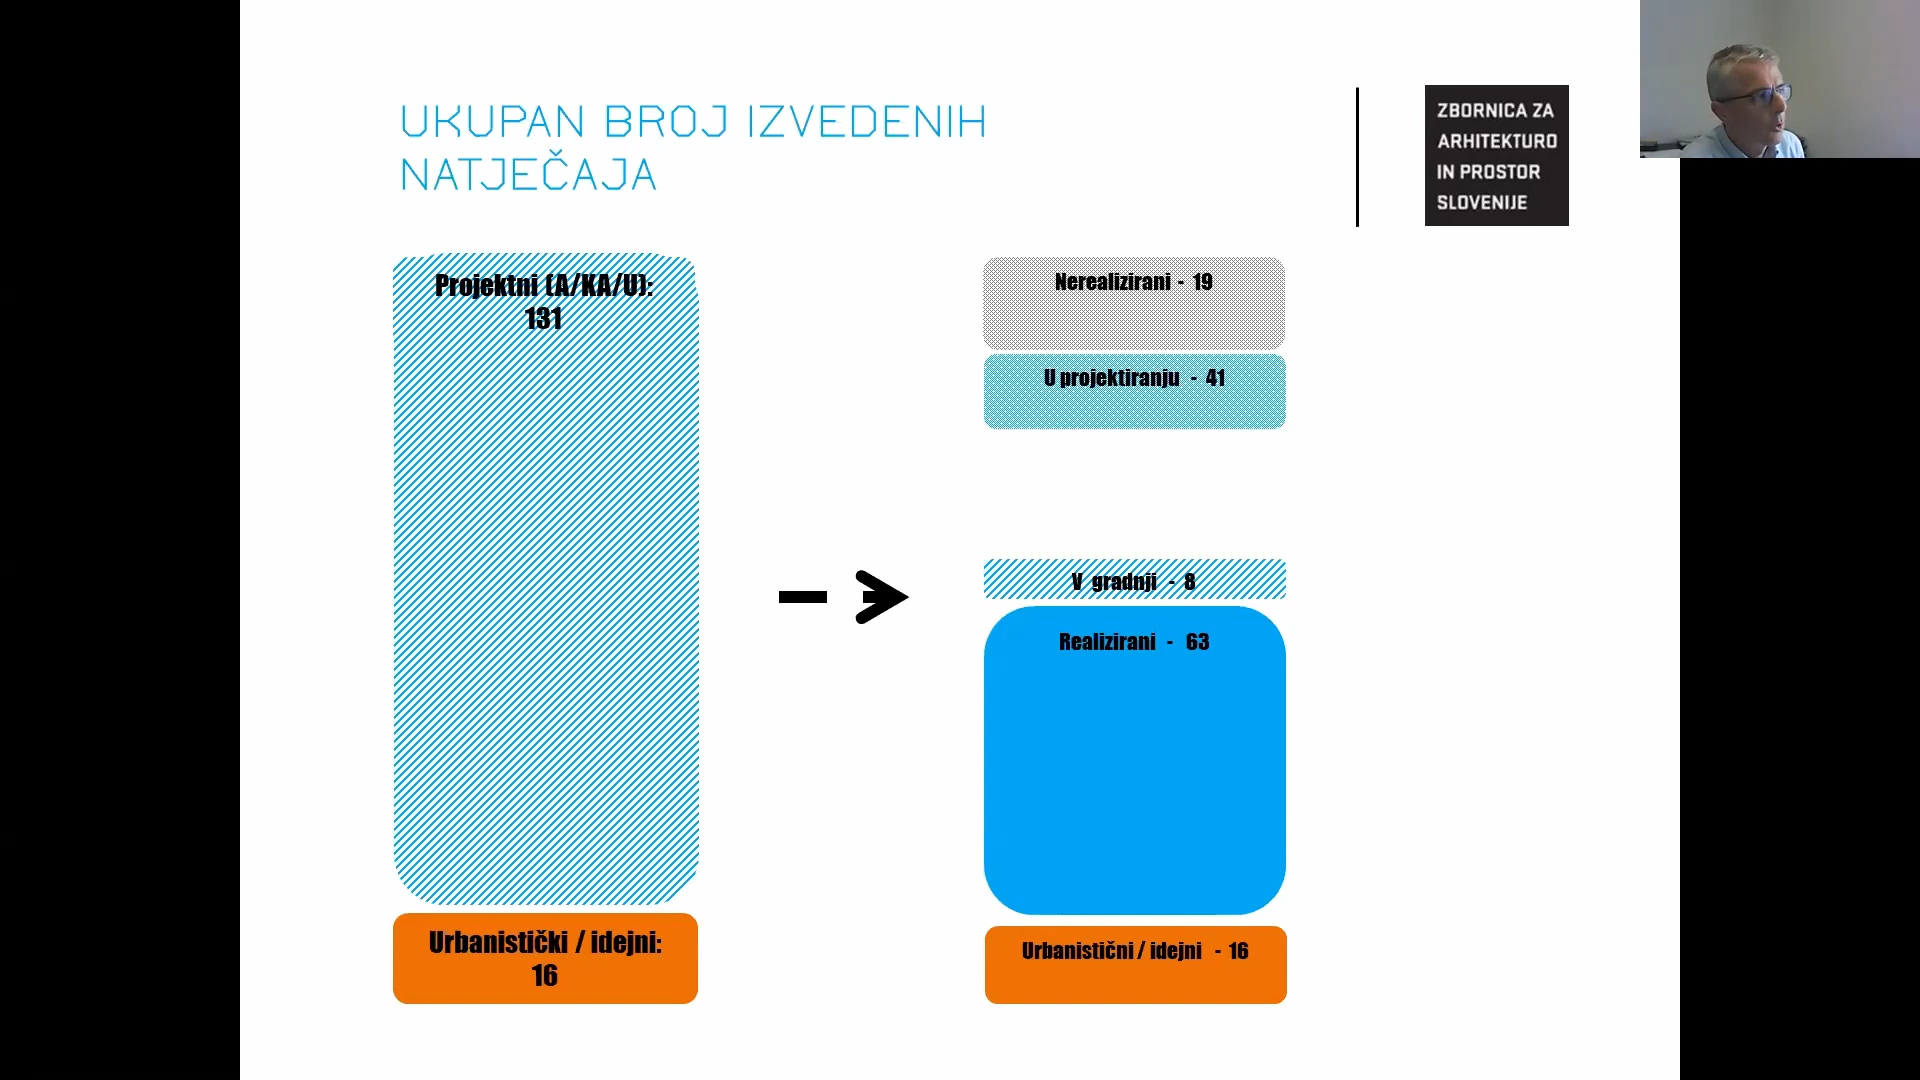 UKUPAN BROJ IZVEDENIH
NATJEČAJA
ZBORNICA ZA
ARHITEKTURO
IN PROSTOR
SLOVENIJE
Projektni (A/KA/U):
131
Urbanistički / idejni:
16
Nerealizirani - 19
U projektiranju - 41
V gradnji - 8
Realizirani - 63
Urbanistični / idejni - 16